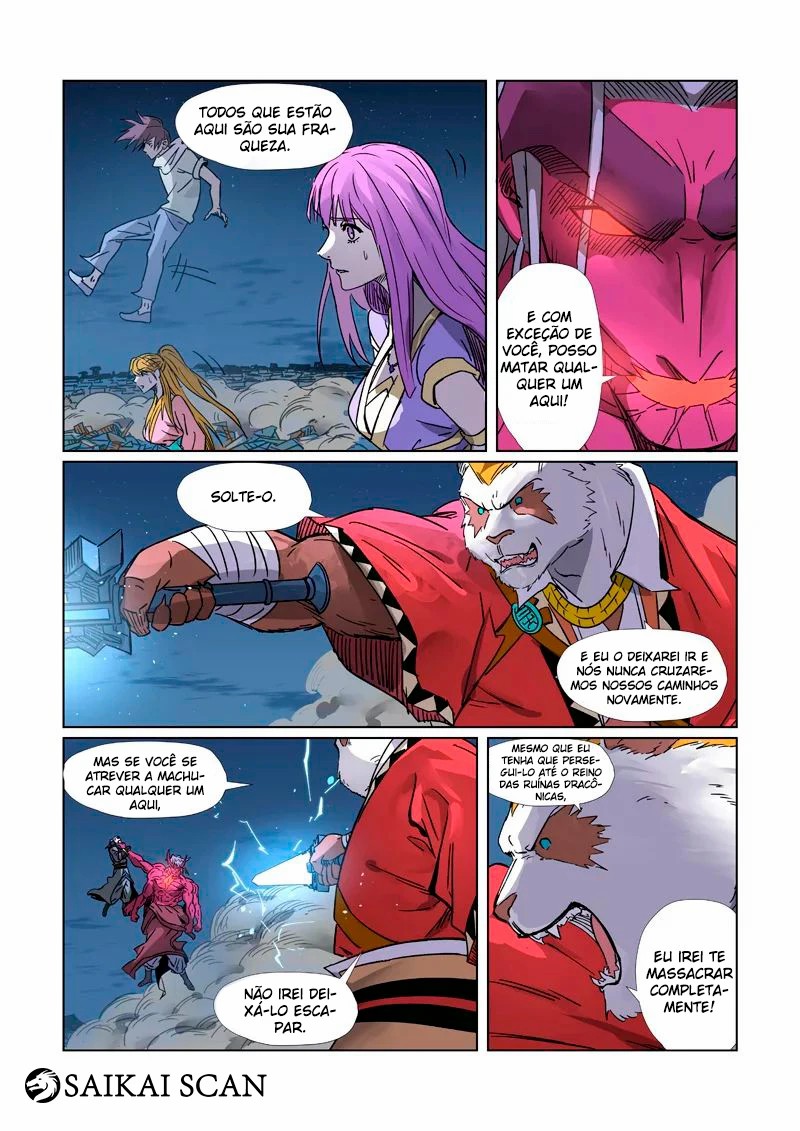 TODOS QUE ESTÃO
AQUI SÃO SUA FRA-
QUEZA.
E COM
EXCEÇÃO DE
VOCÊ, POSSO
MATAR QUAL-
QUER UM
AQUI!
SOLTE-O.
E EU O DEIXAREI IR E
NÓS NUNCA CRUZARE-
MOS NOSSOS CAMINHOS
NOVAMENTE.
MAS SE VOCÊ SE
ATREVER A MACHU-
CAR QUALQUER UM
AQUI,
NÃO IREI DEI-
XÁ-LO ESCA-
PAR.
MESMO QUE EU
TENHA QUE PERSE-
GUI-LO ATÉ O REINO
DAS RUÍNAS DRACÔ-
NICAS,
EU IREI TE
MASSACRAR
COMPLETA-
MENTE!
SAIKAI SCAN